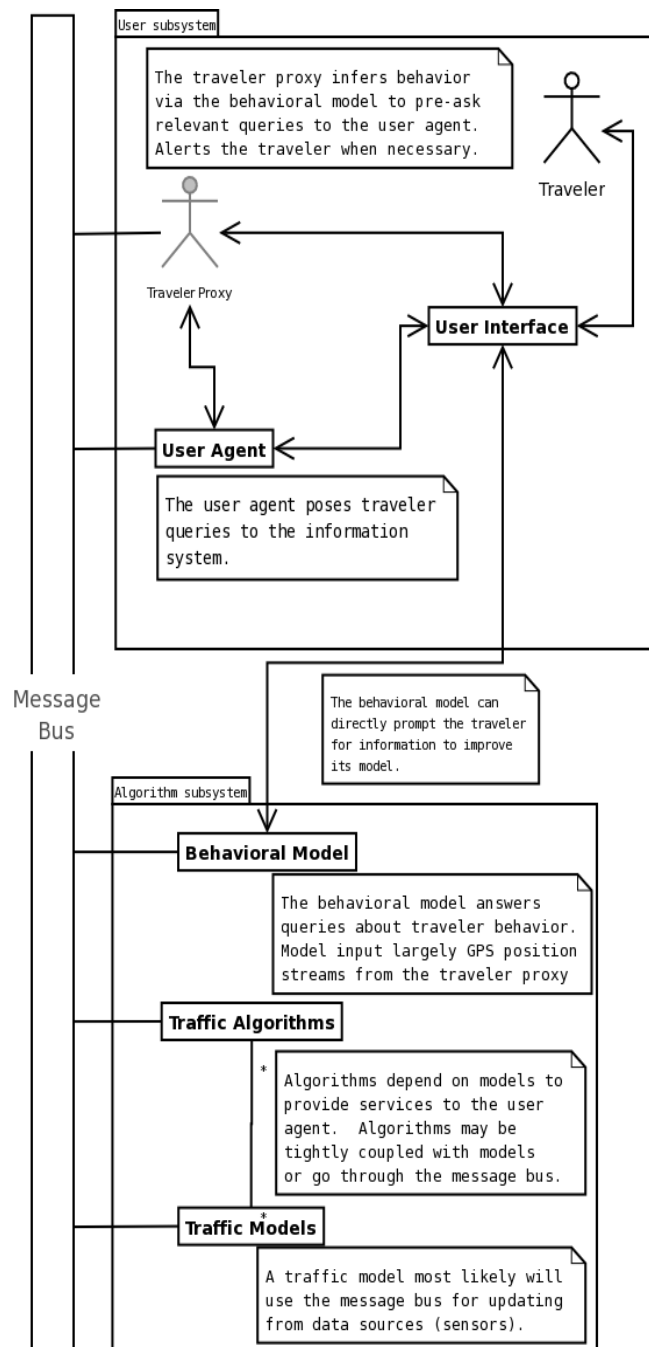 User subsystem
The traveler proxy infers behavior
via the behavioral model to pre-ask
relevant queries to the user agent.
Alerts the traveler when necessary.
Traveler
Traveler Proxy
User Interface
User Agent
The user agent poses traveler
queries to the information
system.
Message
Bus
The behavioral model can
directly prompt the traveler
for information to improve
its model.
Algorithm subsystem
Behavioral Model
The behavioral model answers
queries about traveler behavior.
Model input largely GPS position
streams from the traveler proxy
Traffic Algorithms
*
Algorithms depend on models to
provide services to the user
agent.  Algorithms may be
tightly coupled with models
or go through the message bus.
*
Traffic Models
A traffic model most likely will
use the message bus for updating
from data sources (sensors).